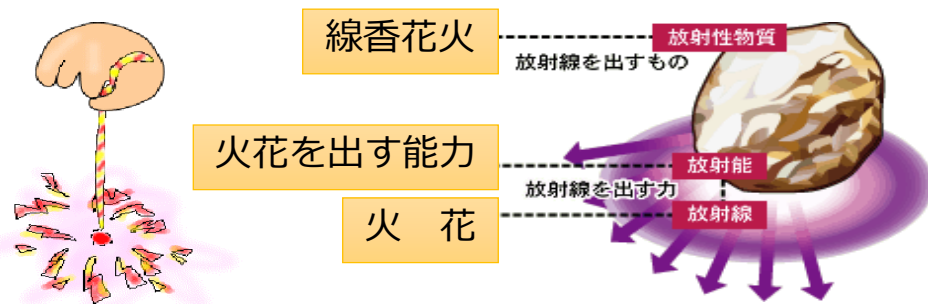 線香花火
放射性物質
放射線を出すもの
火花を出す能力
放射能
放射線を出す力
火　花
放射線